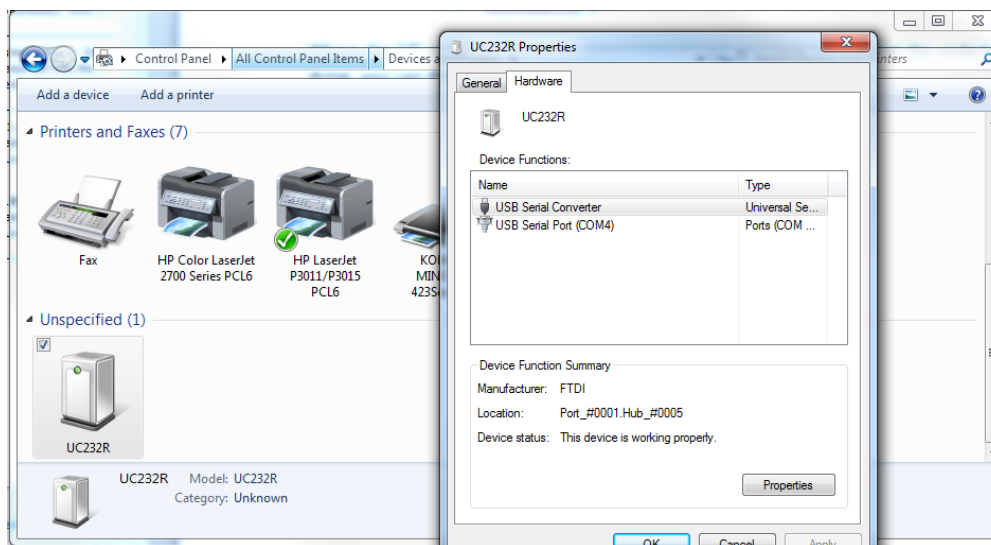 UC232R Properties
Control Panel
All Control Panel Items
Devices a
nters
Add a device
Add a printer
Printers and Faxes (7)
Fax
HP Color LaserJet
2700 Series PCL6
HP LaserJet
P3011/P3015
PCL6
KO
MIN
423S
Unspecified (1)
UC232R
UC232R
Model: UC232R
Category: Unknown
General
Hardware
UC232R
Device Functions:
Name
Type
USB Serial Converter
Universal Se...
USB Serial Port (COM4)
Ports (COM ...
Device Function Summary
Manufacturer: FTDI
Location: Port_#0001.Hub_#0005
Device status: This device is working properly.
Properties
OK
Cancel
Apply